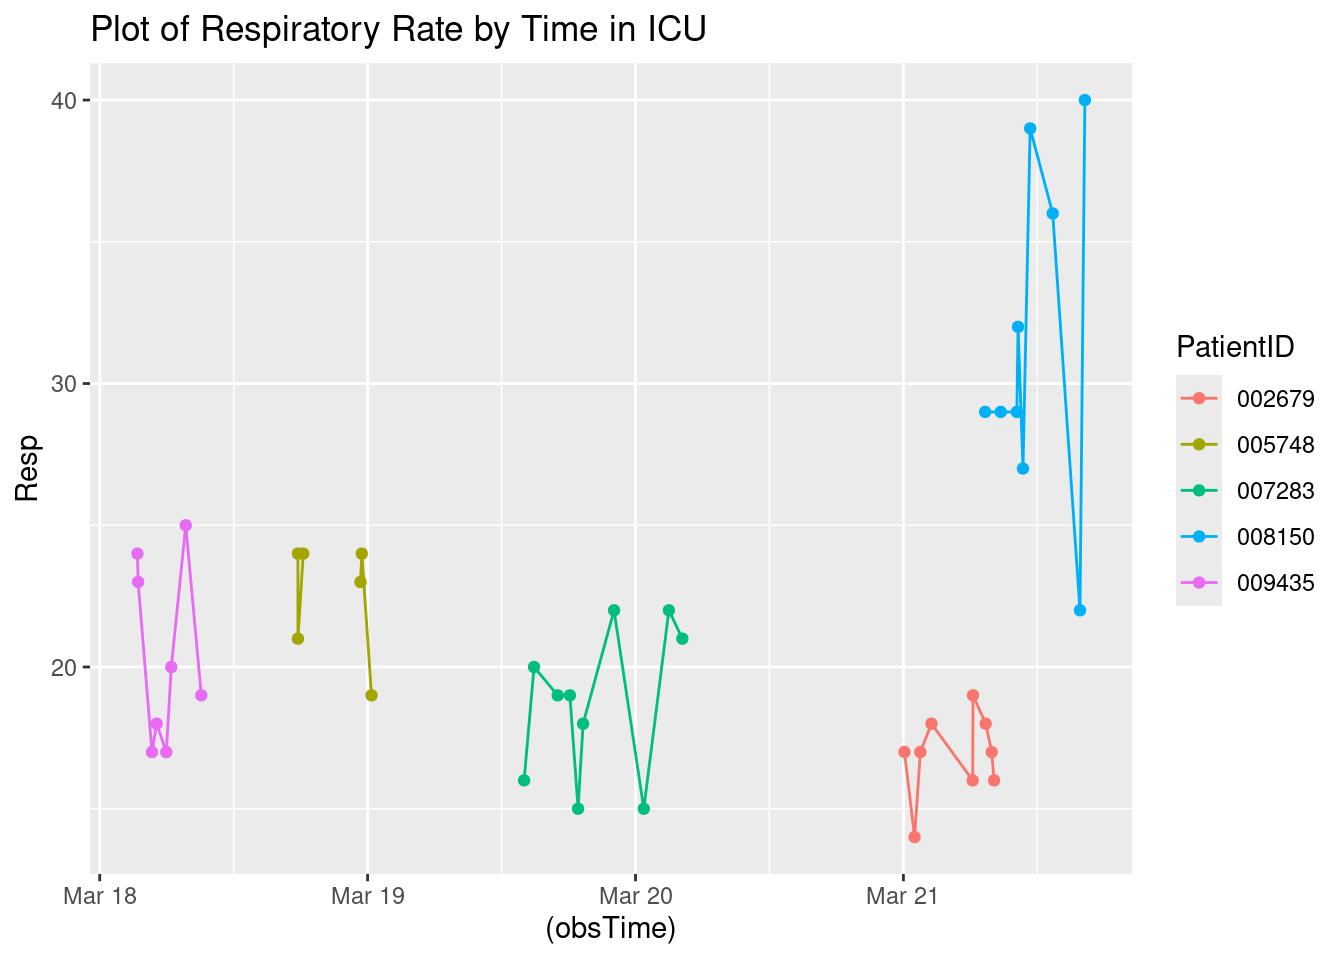 Plot of Respiratory Rate by Time in ICU
40
30
20
Resp
Mar 18
Mar 19
Mar 20
Mar 21
(obsTime)
PatientID
002679
005748
007283
008150
009435